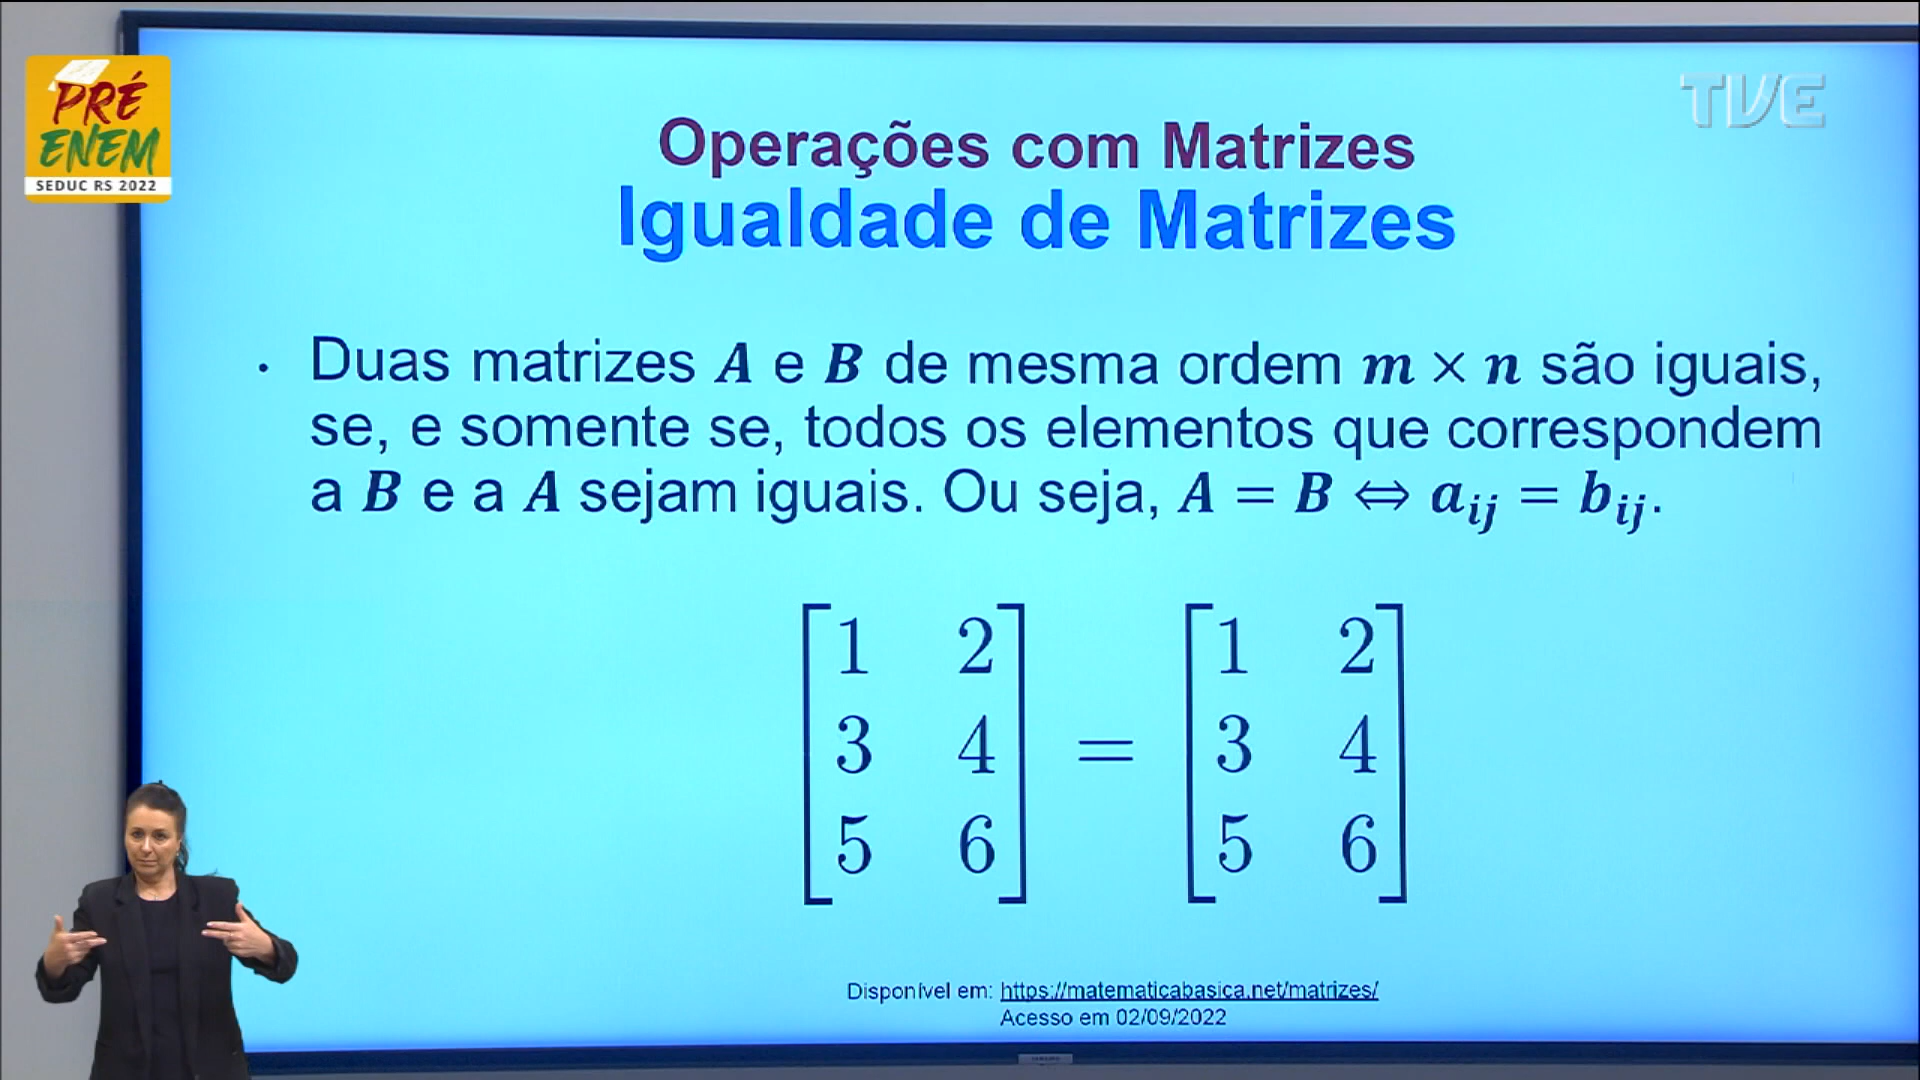 PRÉ
ENEM
SEDUC RS 2022
TVE
Operações com Matrizes
Igualdade de Matrizes
• Duas matrizes A e B de mesma ordem m × n são iguais,
se, e somente se, todos os elementos que correspondem
a B e a A sejam iguais. Ou seja, A = B ⇔ aij = bij.
[1 2] [1 2]
[3 4] = [3 4]
[5 6] [5 6]
Disponível em: https://matematicabasica.net/matrizes/
Acesso em 02/09/2022